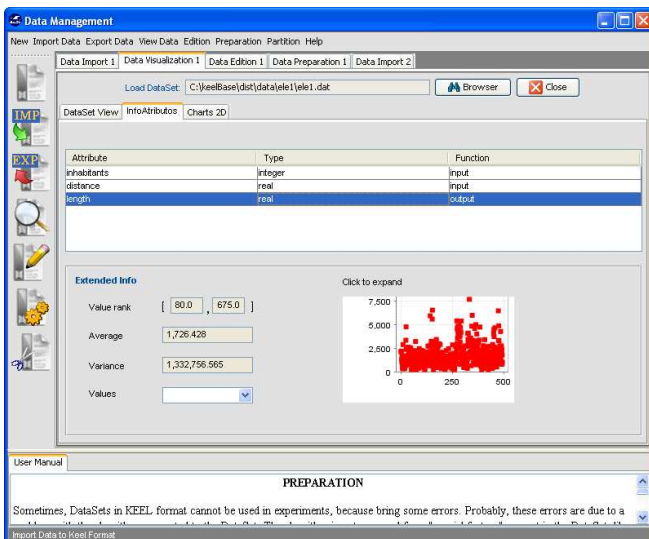 Data Management
New Import Data Export Data View Data Edition Preparation Partition Help
Data Import 1 Data Visualization 1 Data Edition 1 Data Preparation 1 Data Import 2
Load DataSet: C:\keelBase\dist\data\ele1\ele1.dat Browser Close
IMP
DataSet View InfoAtributos Charts 2D
EXP
Attribute Type Function
inhabitants integer input
distance real input
length real output
Extended Info
Click to expand
Value rank [ 80.0 , 675.0 ]
Average 1,726.428
Variance 1,332,756.565
Values
7,500
5,000
2,500
0
0 250 500
User Manual
PREPARATION
Sometimes, DataSets in KEEL format cannot be used in experiments, because bring some errors. Probably, these errors are due to a
Import Data to Keel Format